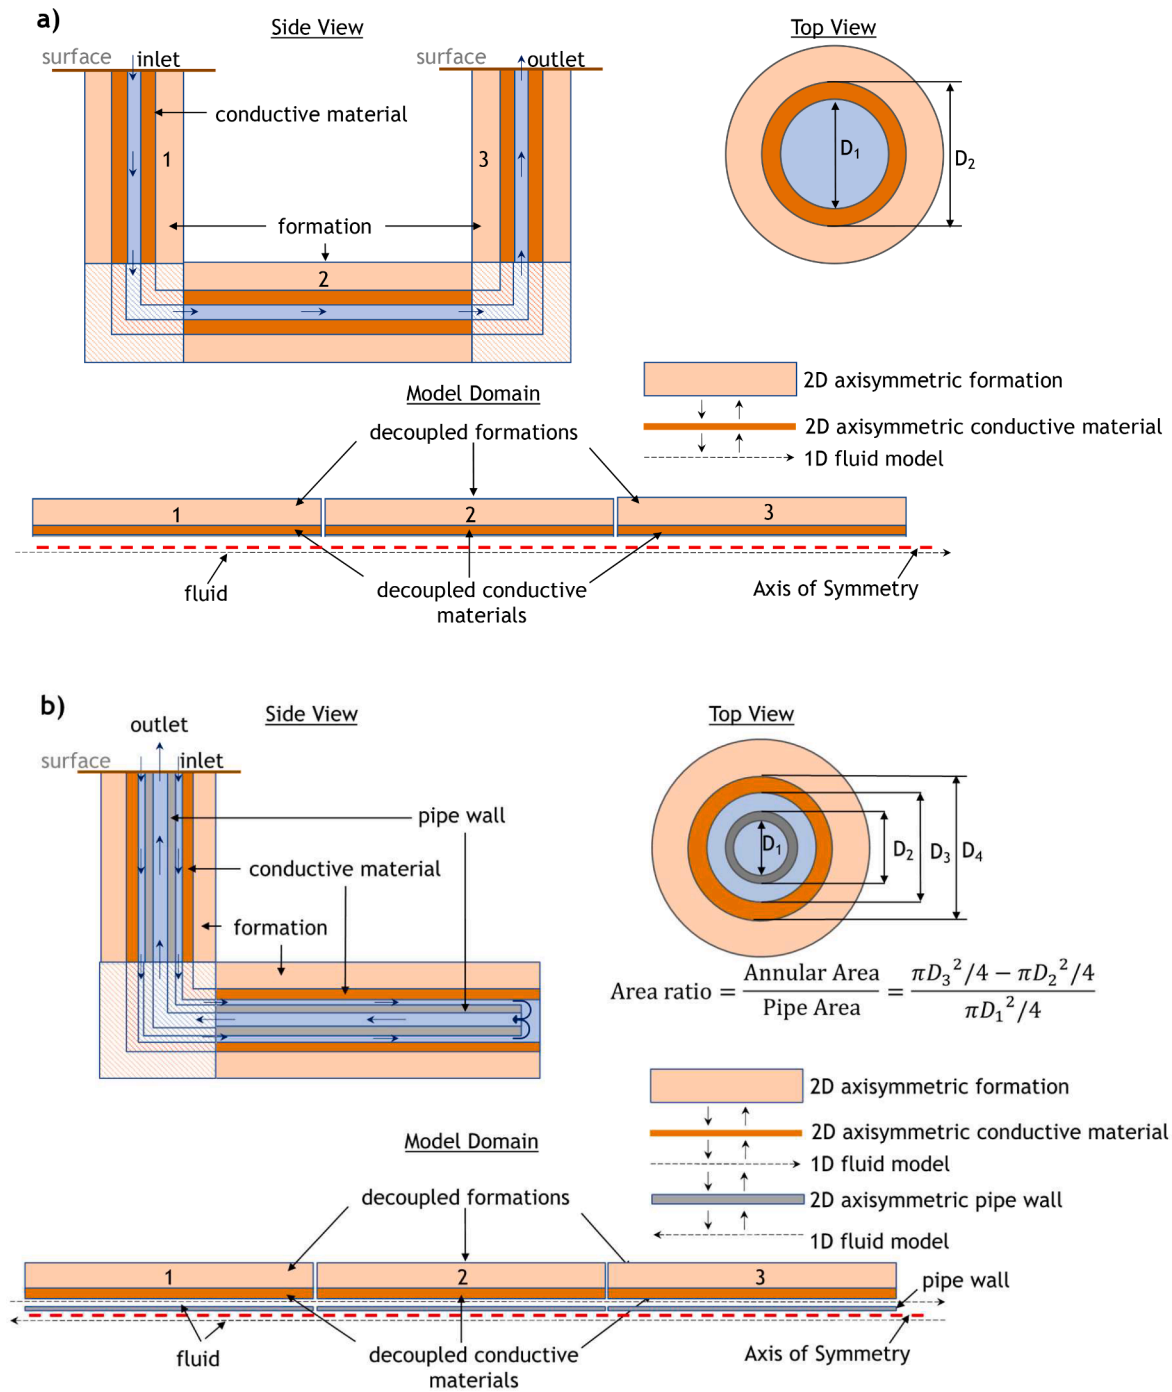 a)
Side View
Top View
surface
inlet
surface
outlet
conductive material
1
3
D₁
D₂
formation
2
2D axisymmetric formation
Model Domain
decoupled formations
2D axisymmetric conductive material
1D fluid model
1
2
3
fluid
decoupled conductive
materials
Axis of Symmetry
b)
Side View
Top View
outlet
surface
inlet
pipe wall
D₁
D₂
D₃
D₄
conductive material
formation
Area ratio = Annular Area / Pipe Area = (πD₃²/4 − πD₂²/4) / (πD₁²/4)
2D axisymmetric formation
2D axisymmetric conductive material
Model Domain
1D fluid model
decoupled formations
2D axisymmetric pipe wall
1D fluid model
1
2
3
pipe wall
fluid
decoupled conductive
materials
Axis of Symmetry